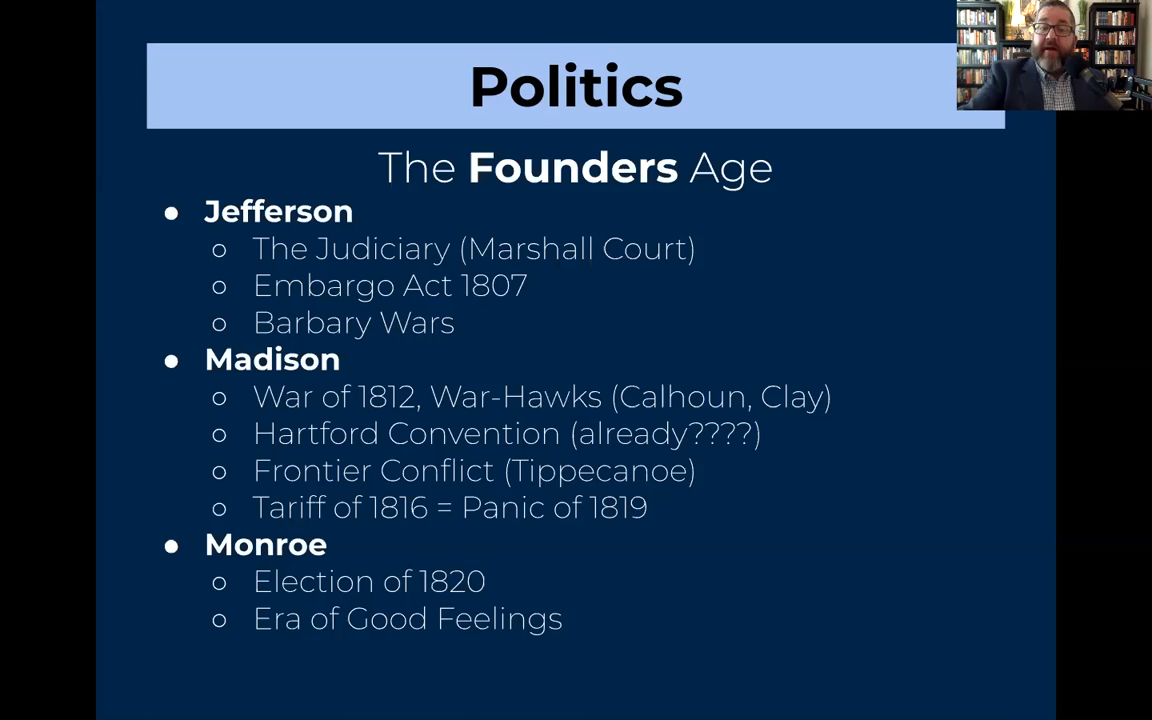 Politics
The Founders Age
● Jefferson
○ The Judiciary (Marshall Court)
○ Embargo Act 1807
○ Barbary Wars
● Madison
○ War of 1812, War-Hawks (Calhoun, Clay)
○ Hartford Convention (already????)
○ Frontier Conflict (Tippecanoe)
○ Tariff of 1816 = Panic of 1819
● Monroe
○ Election of 1820
○ Era of Good Feelings